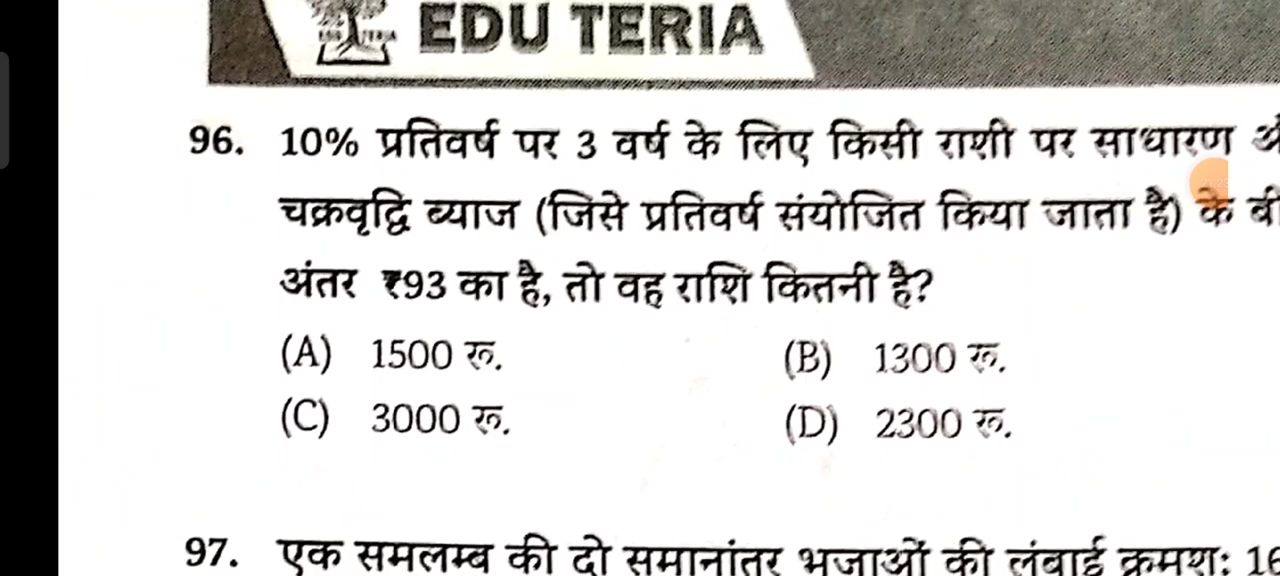 EDU TERIA
96. 10% प्रतिवर्ष पर 3 वर्ष के लिए किसी राशी पर साधारण
चक्रवृद्धि ब्याज (जिसे प्रतिवर्ष संयोजित किया जाता है) के
अंतर ₹93 का है, तो वह राशि कितनी है?
(A) 1500 रू. (B) 1300 रू.
(C) 3000 रू. (D) 2300 रू.
97. एक समलम्ब की दो समानांतर भुजाओं की लंबाई क्रमशः 16